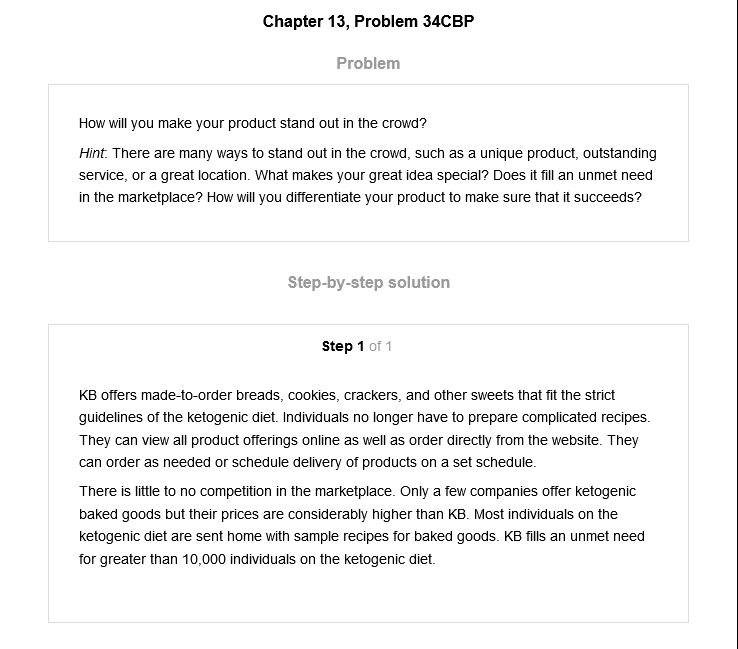 Chapter 13, Problem 34CBP
Problem
How will you make your product stand out in the crowd?
Hint: There are many ways to stand out in the crowd, such as a unique product, outstanding
service, or a great location. What makes your great idea special? Does it fill an unmet need
in the marketplace? How will you differentiate your product to make sure that it succeeds?
Step-by-step solution
Step 1 of 1
KB offers made-to-order breads, cookies, crackers, and other sweets that fit the strict
guidelines of the ketogenic diet. Individuals no longer have to prepare complicated recipes.
They can view all product offerings online as well as order directly from the website. They
can order as needed or schedule delivery of products on a set schedule.
There is little to no competition in the marketplace. Only a few companies offer ketogenic
baked goods but their prices are considerably higher than KB. Most individuals on the
ketogenic diet are sent home with sample recipes for baked goods. KB fills an unmet need
for greater than 10,000 individuals on the ketogenic diet.